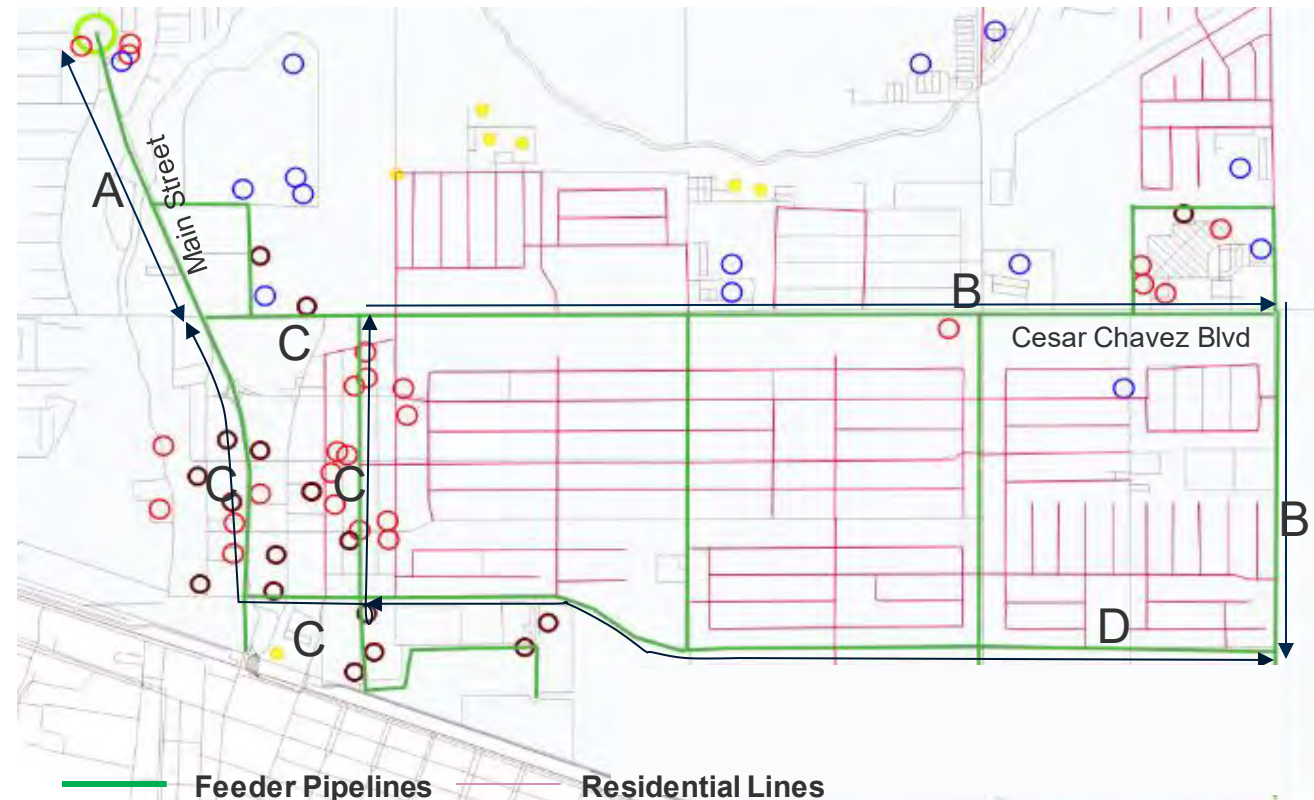 A
Main Street
B
C
Cesar Chavez Blvd
C
C
B
C
D
Feeder Pipelines
Residential Lines